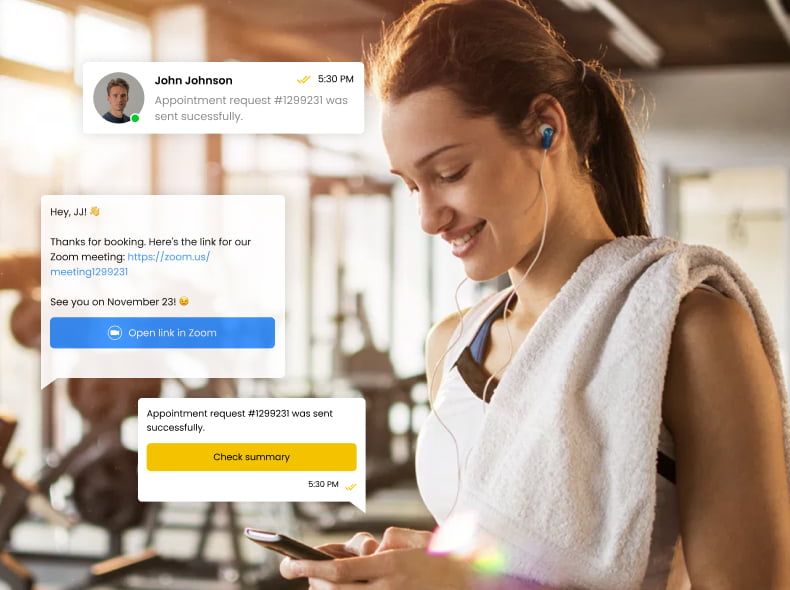 John Johnson
5:30 PM
Appointment request #1299231 was
sent sucessfully.
Hey, JJ! 👋
Thanks for booking. Here's the link for our
Zoom meeting: https://zoom.us/
meeting1299231
See you on November 23! 😉
Open link in Zoom
Appointment request #1299231 was sent
successfully.
Check summary
5:30 PM